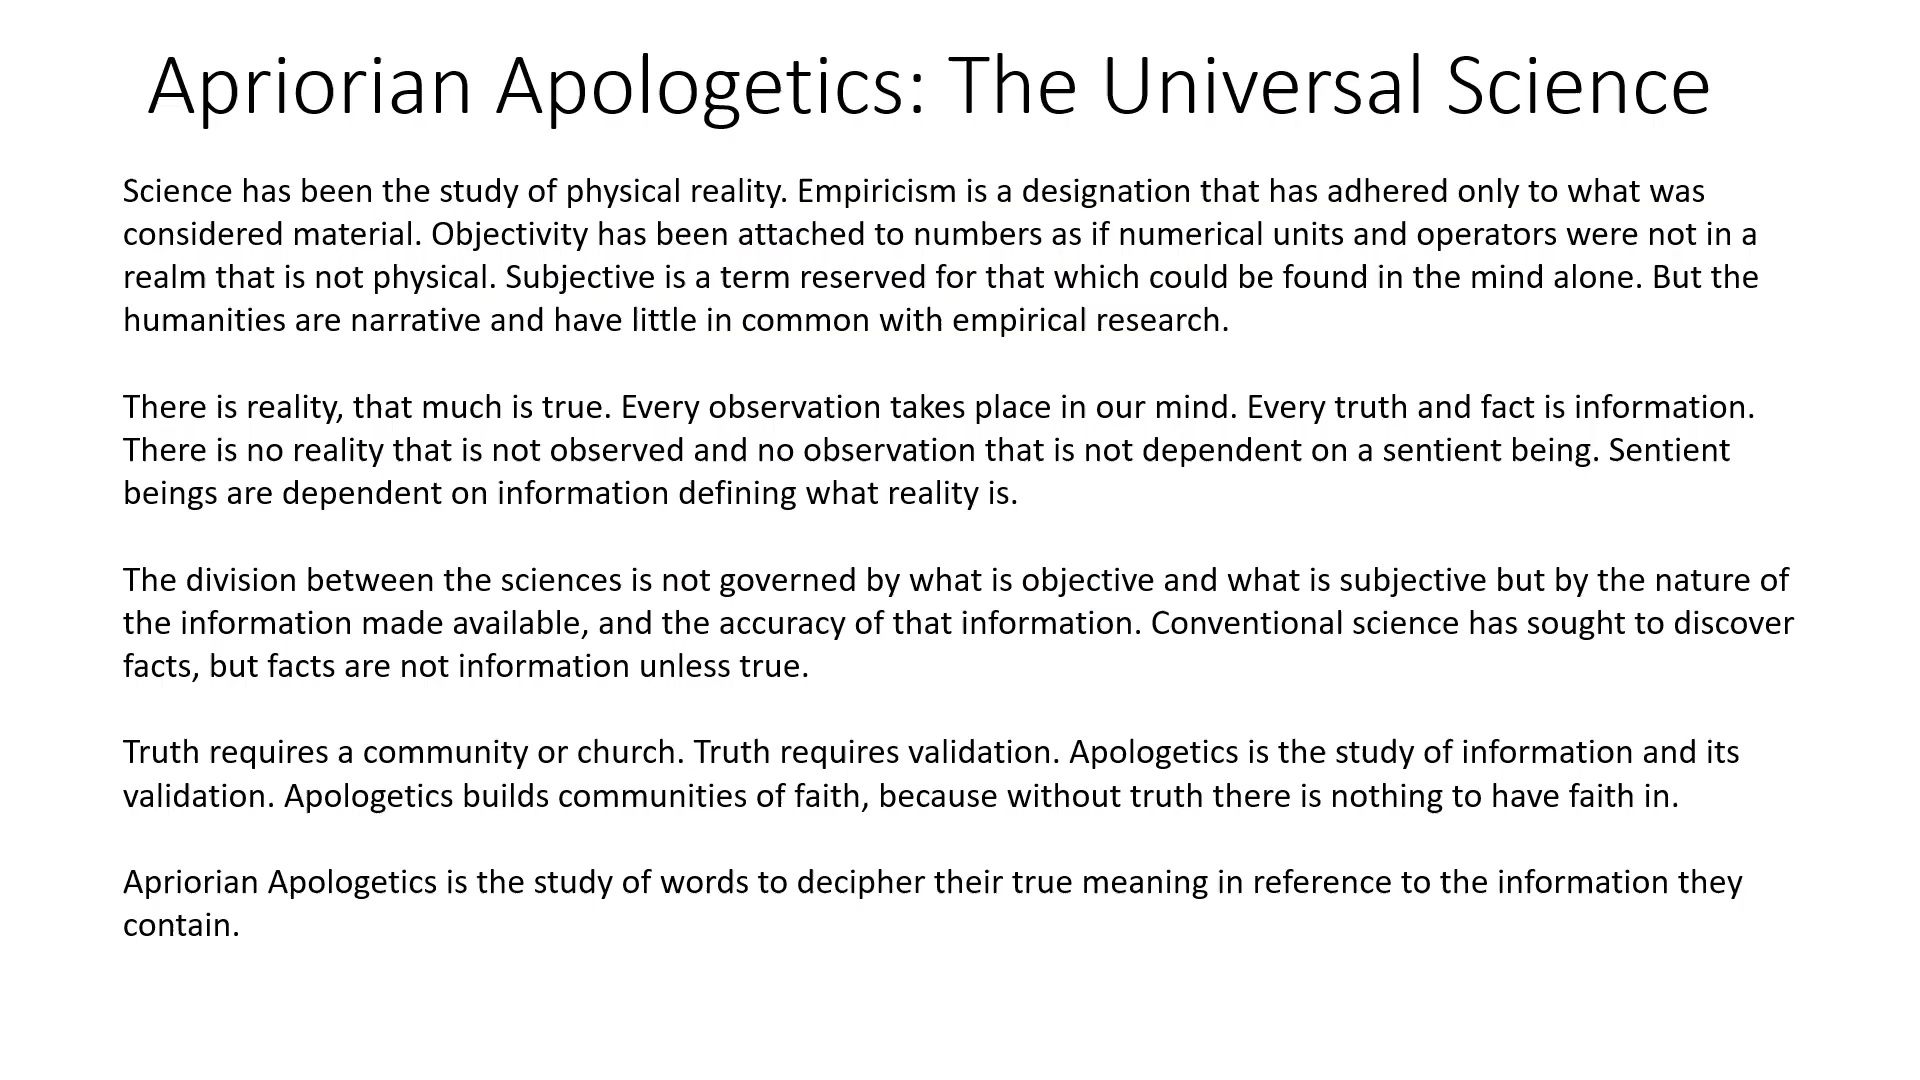 Apriorian Apologetics: The Universal Science
Science has been the study of physical reality. Empiricism is a designation that has adhered only to what was
considered material. Objectivity has been attached to numbers as if numerical units and operators were not in a
realm that is not physical. Subjective is a term reserved for that which could be found in the mind alone. But the
humanities are narrative and have little in common with empirical research.
There is reality, that much is true. Every observation takes place in our mind. Every truth and fact is information.
There is no reality that is not observed and no observation that is not dependent on a sentient being. Sentient
beings are dependent on information defining what reality is.
The division between the sciences is not governed by what is objective and what is subjective but by the nature of
the information made available, and the accuracy of that information. Conventional science has sought to discover
facts, but facts are not information unless true.
Truth requires a community or church. Truth requires validation. Apologetics is the study of information and its
validation. Apologetics builds communities of faith, because without truth there is nothing to have faith in.
Apriorian Apologetics is the study of words to decipher their true meaning in reference to the information they
contain.